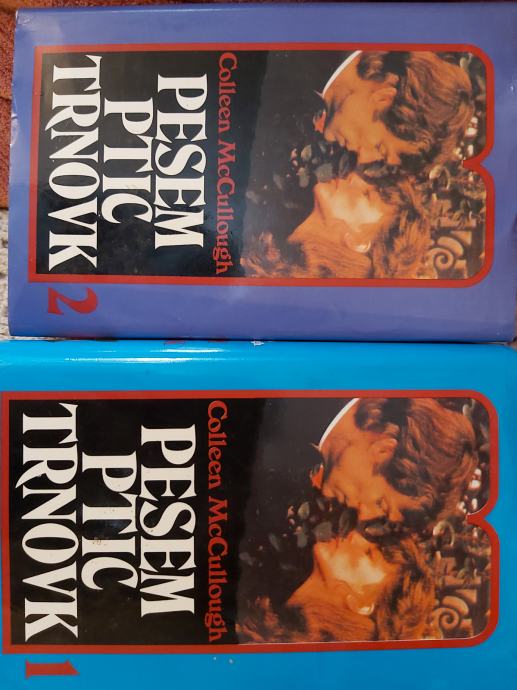 Colleen McCullough
PESEM
PTIC
TRNOVK
2
Colleen McCullough
PESEM
PTIC
TRNOVK
1